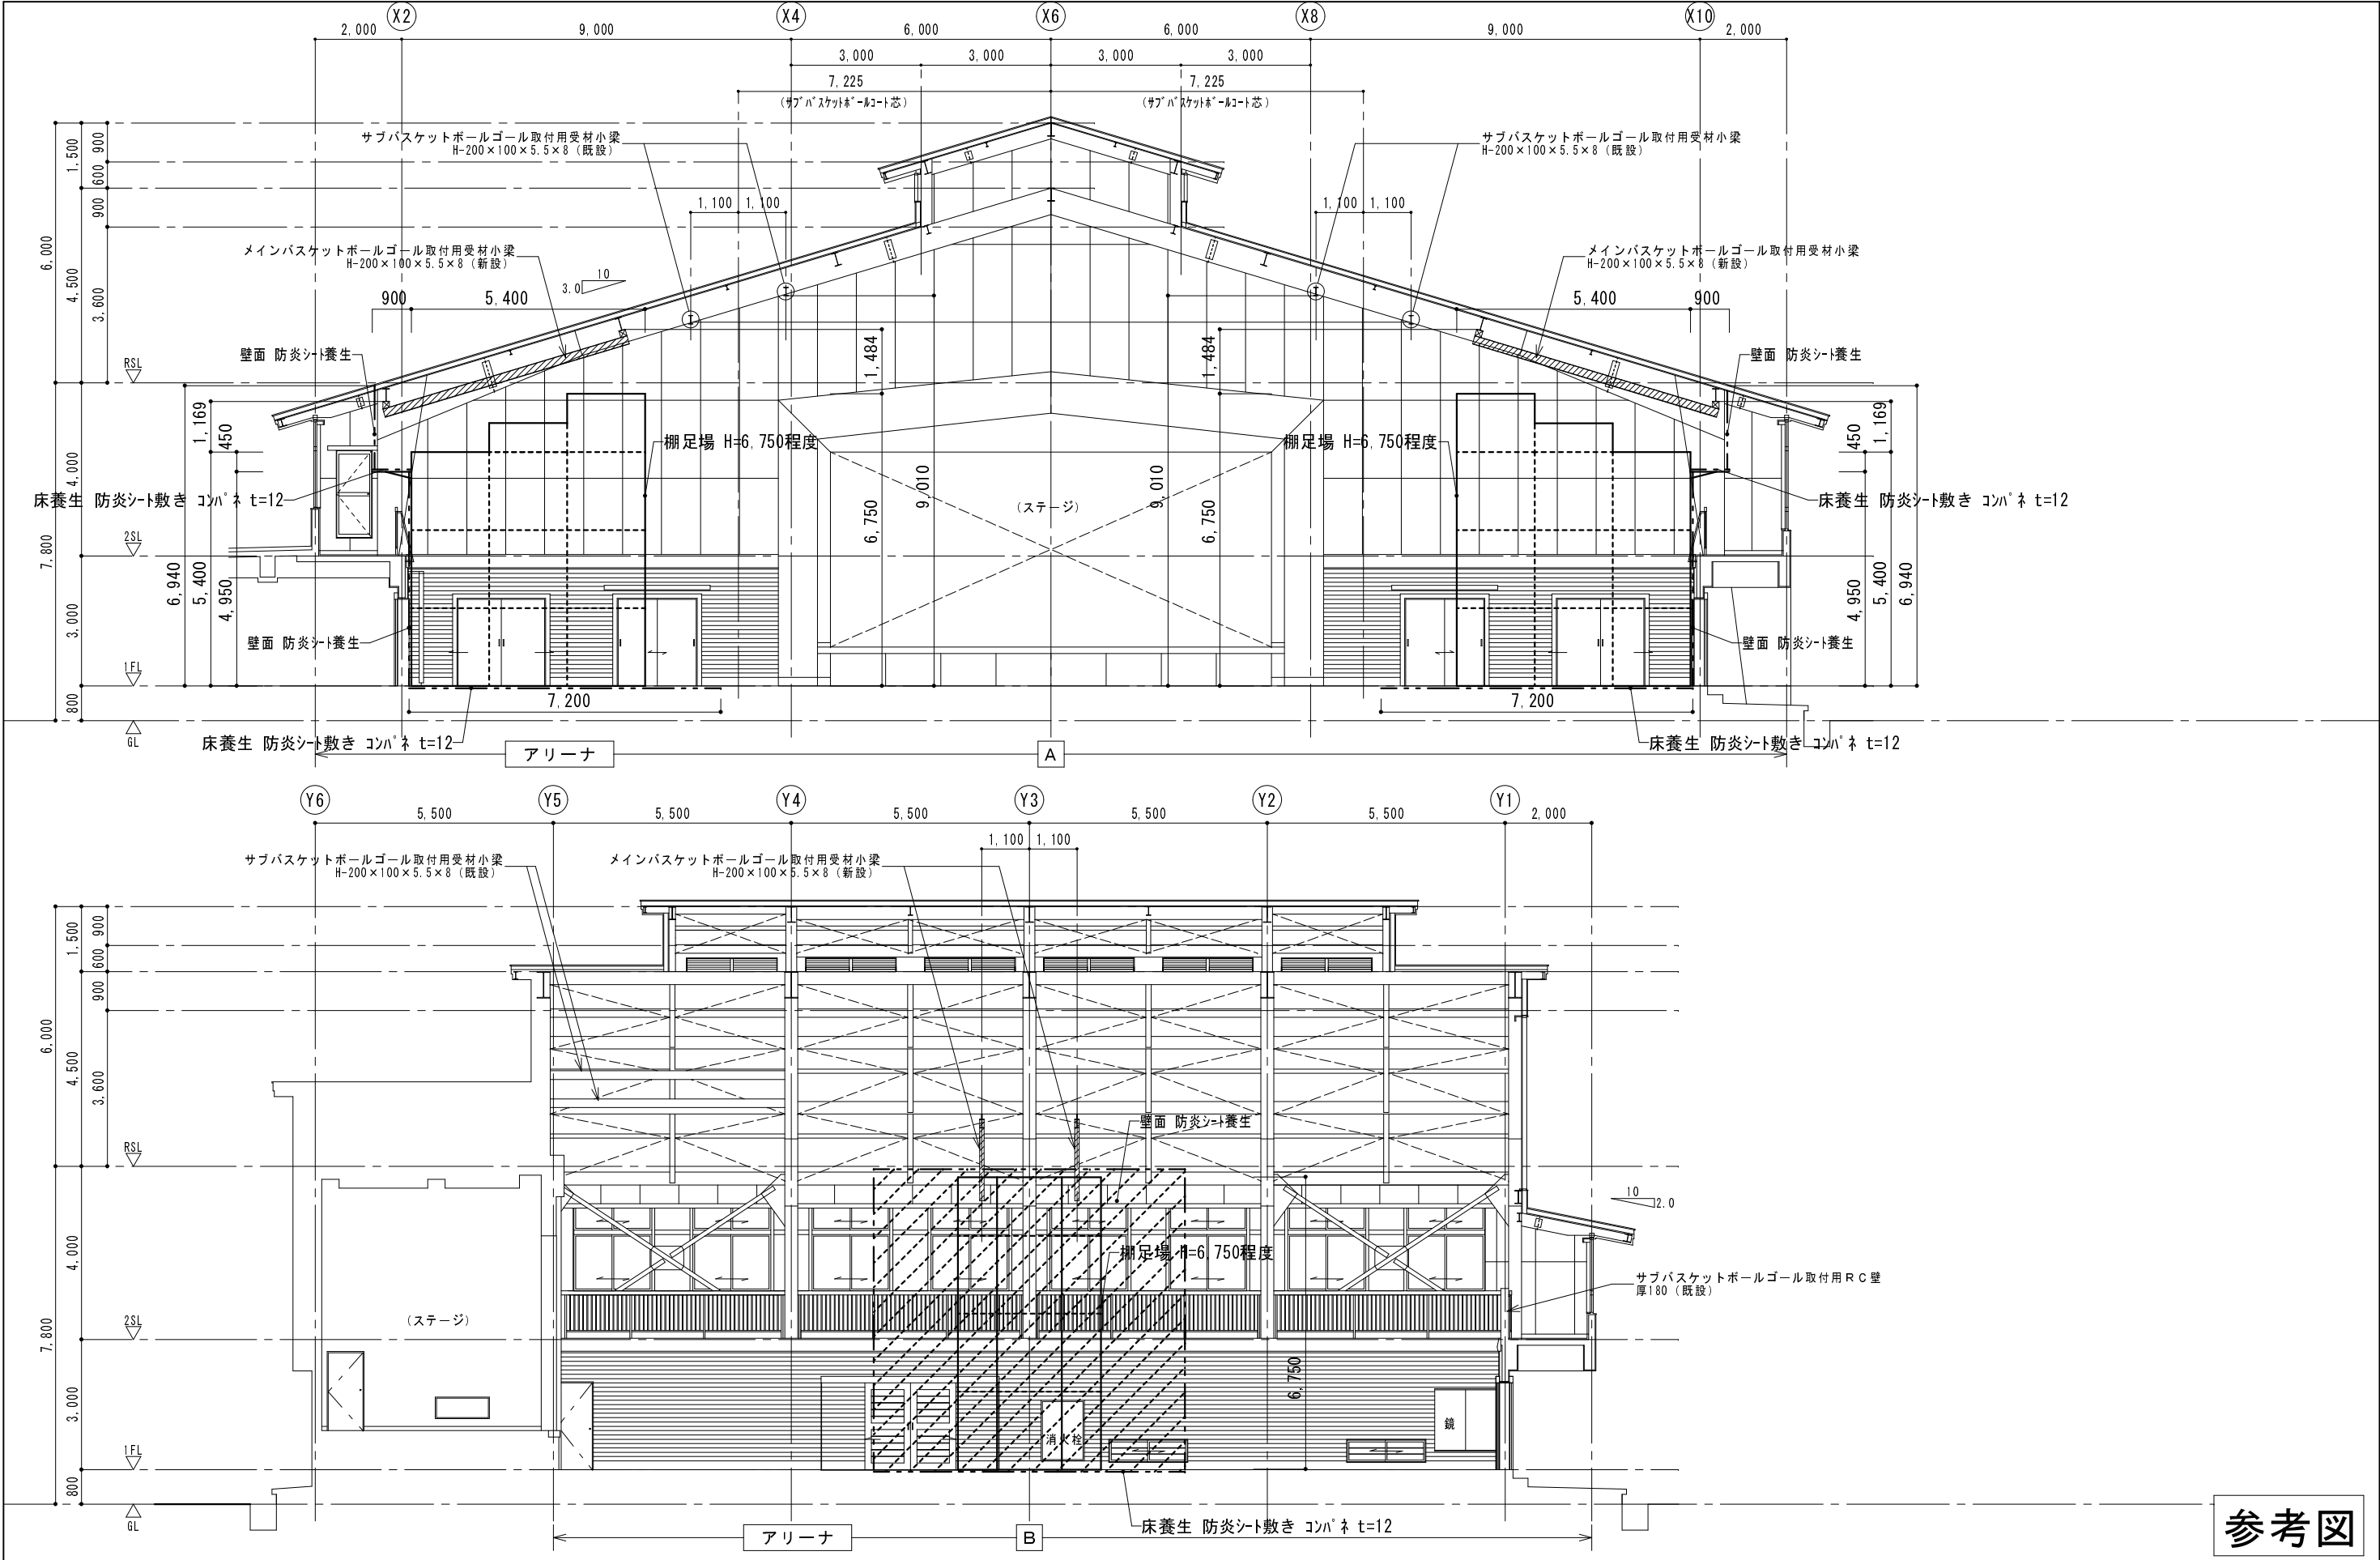 X2
X4
X6
X8
X10
2,000
9,000
6,000
6,000
9,000
2,000
3,000
3,000
3,000
3,000
7,225
7,225
(サブバスケットボールコート芯)
(サブバスケットボールコート芯)
サブバスケットボールゴール取付用受材小梁
H-200×100×5.5×8 (既設)
サブバスケットボールゴール取付用受材小梁
H-200×100×5.5×8 (既設)
1,100
1,100
1,100
1,100
メインバスケットボールゴール取付用受材小梁
H-200×100×5.5×8 (新設)
メインバスケットボールゴール取付用受材小梁
H-200×100×5.5×8 (新設)
10
3.0
900
5,400
5,400
900
6,000
1,500
900
600
900
4,500
3,600
7,800
4,000
3,000
800
RSL
2SL
1FL
GL
壁面 防炎シート養生
壁面 防炎シート養生
1,484
1,484
1,169
450
450
1,169
棚足場 H=6,750程度
棚足場 H=6,750程度
床養生 防炎シート敷き コンパネ t=12
床養生 防炎シート敷き コンパネ t=12
(ステージ)
6,750
9,010
9,010
6,750
6,940
5,400
4,950
4,950
5,400
6,940
壁面 防炎シート養生
壁面 防炎シート養生
7,200
7,200
床養生 防炎シート敷き コンパネ t=12
床養生 防炎シート敷き コンパネ t=12
アリーナ
A
Y6
Y5
Y4
Y3
Y2
Y1
5,500
5,500
5,500
5,500
5,500
2,000
1,100
1,100
サブバスケットボールゴール取付用受材小梁
H-200×100×5.5×8 (既設)
メインバスケットボールゴール取付用受材小梁
H-200×100×5.5×8 (新設)
6,000
1,500
900
600
900
4,500
3,600
7,800
4,000
3,000
800
RSL
2SL
1FL
GL
壁面 防炎シート養生
10
2.0
棚足場 H=6,750程度
サブバスケットボールゴール取付用RC壁
厚180 (既設)
(ステージ)
6,750
鏡
消火栓
床養生 防炎シート敷き コンパネ t=12
アリーナ
B
参考図